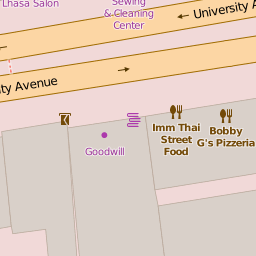 Lhasa Salon
Sewing
& Cleaning
Center
University A
ity Avenue
Imm Thai
Street
Food
Bobby
G's Pizzeria
Goodwill